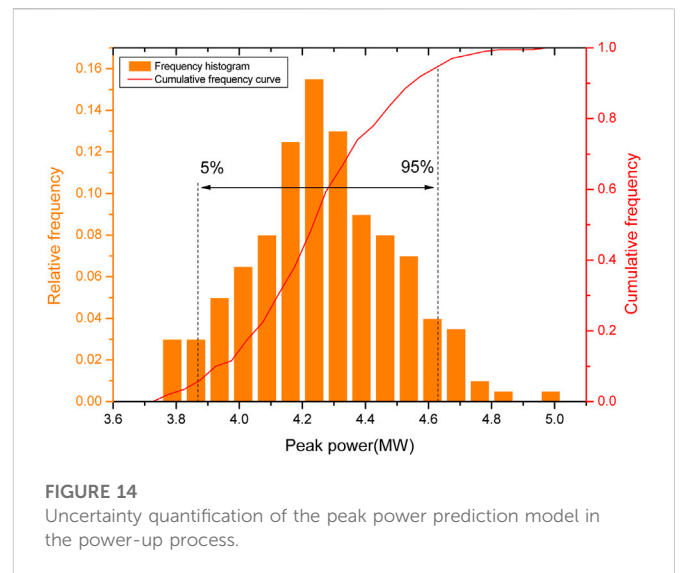 Frequency histogram
Cumulative frequency curve
0.16
0.14
0.12
0.10
0.08
0.06
0.04
0.02
0.00
Relative frequency
5%
95%
1.0
0.8
0.6
0.4
0.2
0.0
Cumulative frequency
3.6 3.8 4.0 4.2 4.4 4.6 4.8 5.0
Peak power(MW)
FIGURE 14
Uncertainty quantification of the peak power prediction model in
the power-up process.